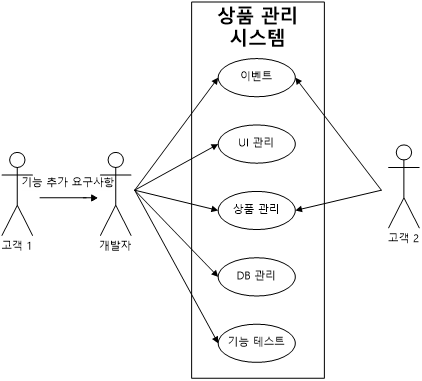 상품 관리
시스템
이벤트
UI 관리
기능 추가 요구사항
상품 관리
고객 1
개발자
고객 2
DB 관리
기능 테스트